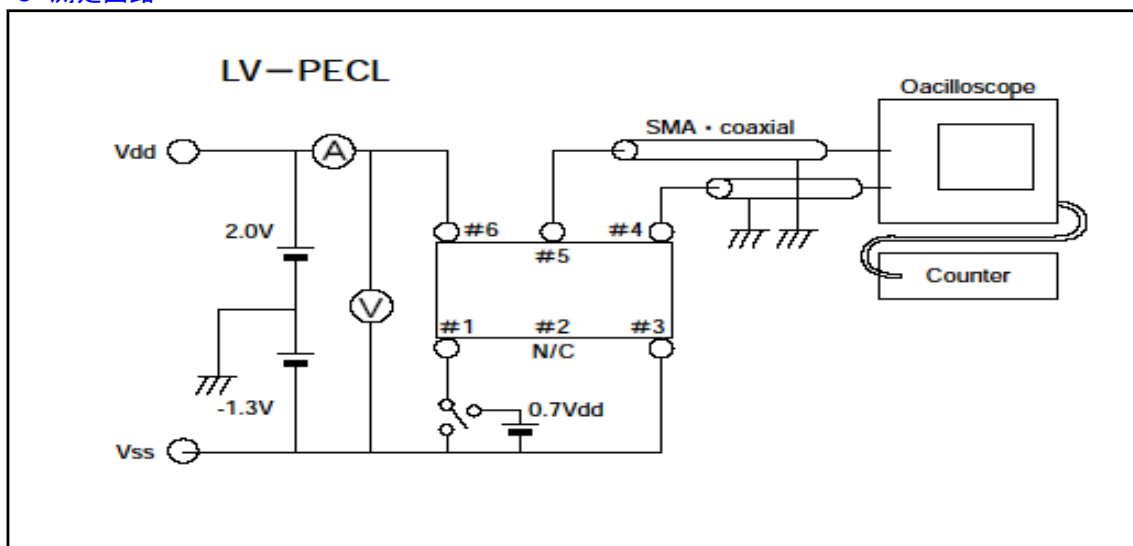 LV-PECL
Oacilloscope
SMA・coaxial
Vdd
A
#6
#5
#4
2.0V
Counter
V
#1
#2
#3
N/C
-1.3V
0.7Vdd
Vss